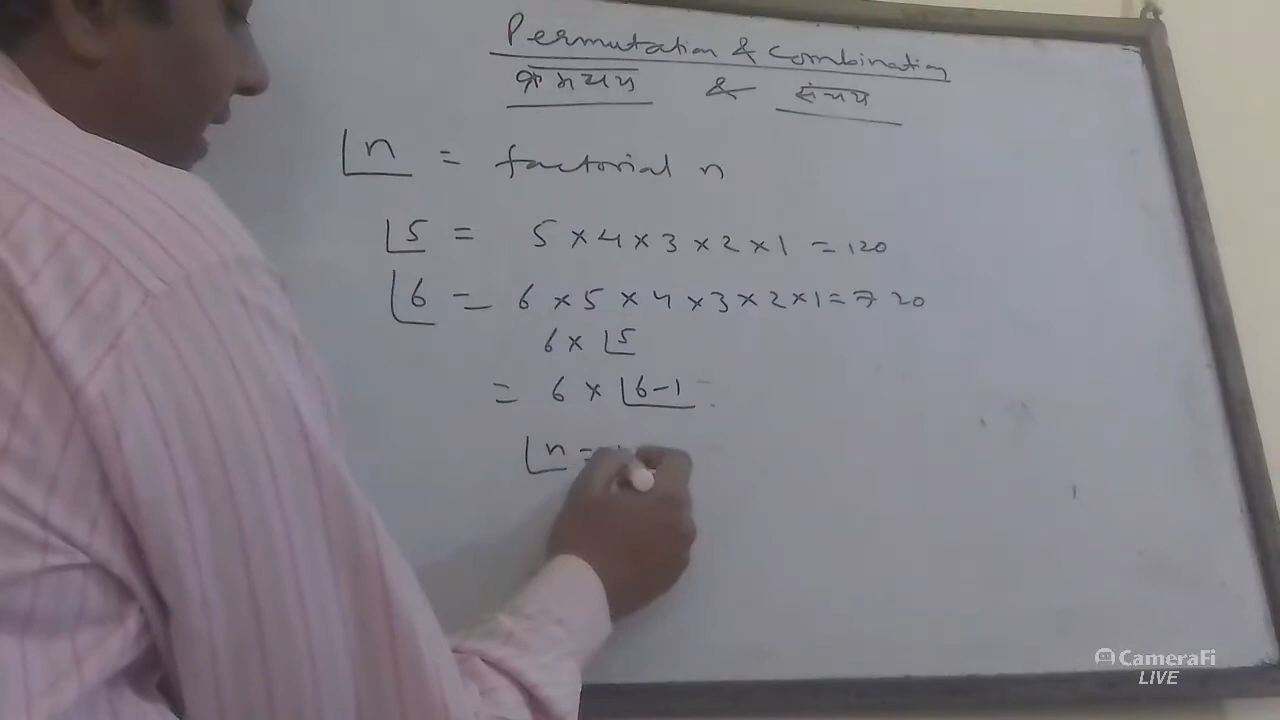 Permutation & Combination
क्रमचय & संचय
⌊n = factorial n
⌊5 = 5 × 4 × 3 × 2 × 1 = 120
⌊6 = 6 × 5 × 4 × 3 × 2 × 1 = 720
6 × ⌊5
= 6 × ⌊6-1
⌊n =
CameraFi
LIVE